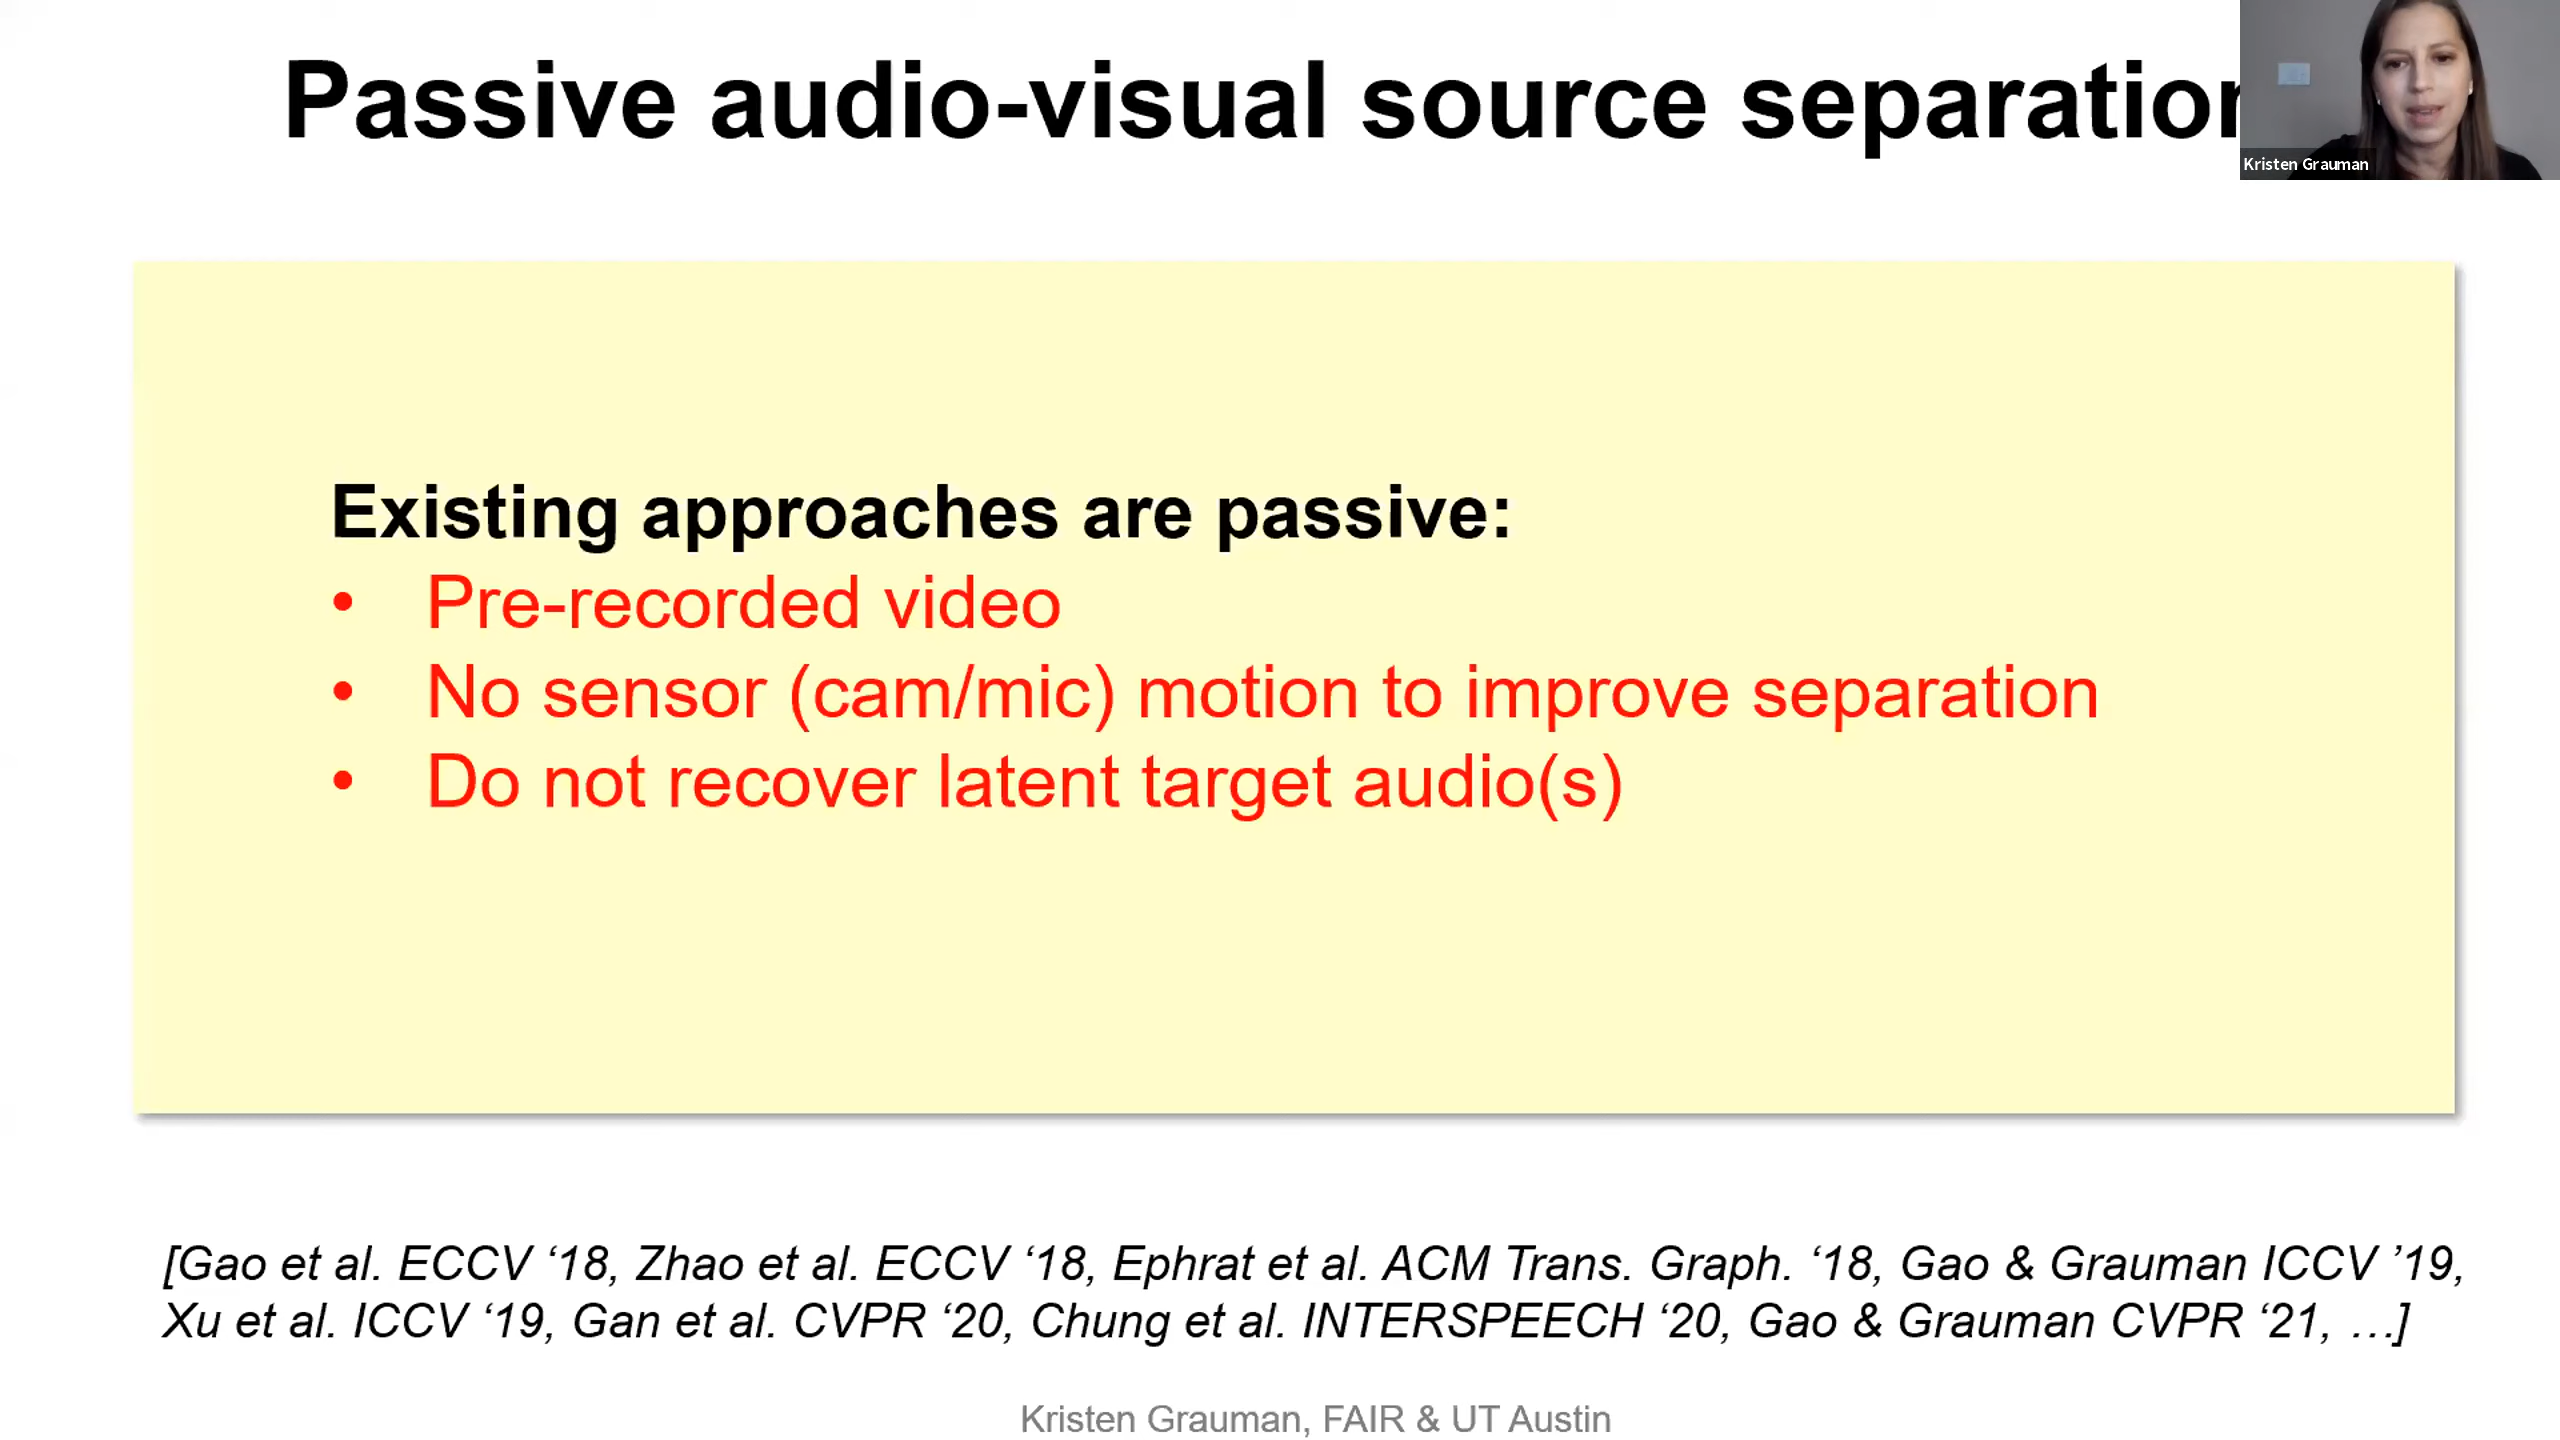 Passive audio-visual source separation
Kristen Grauman
Existing approaches are passive:
• Pre-recorded video
• No sensor (cam/mic) motion to improve separation
• Do not recover latent target audio(s)
[Gao et al. ECCV ‘18, Zhao et al. ECCV ‘18, Ephrat et al. ACM Trans. Graph. ‘18, Gao & Grauman ICCV ’19,
Xu et al. ICCV ‘19, Gan et al. CVPR ‘20, Chung et al. INTERSPEECH ‘20, Gao & Grauman CVPR ‘21, …]
Kristen Grauman, FAIR & UT Austin